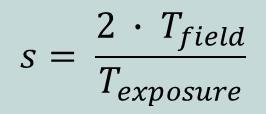 s = 2 · T_field / T_exposure